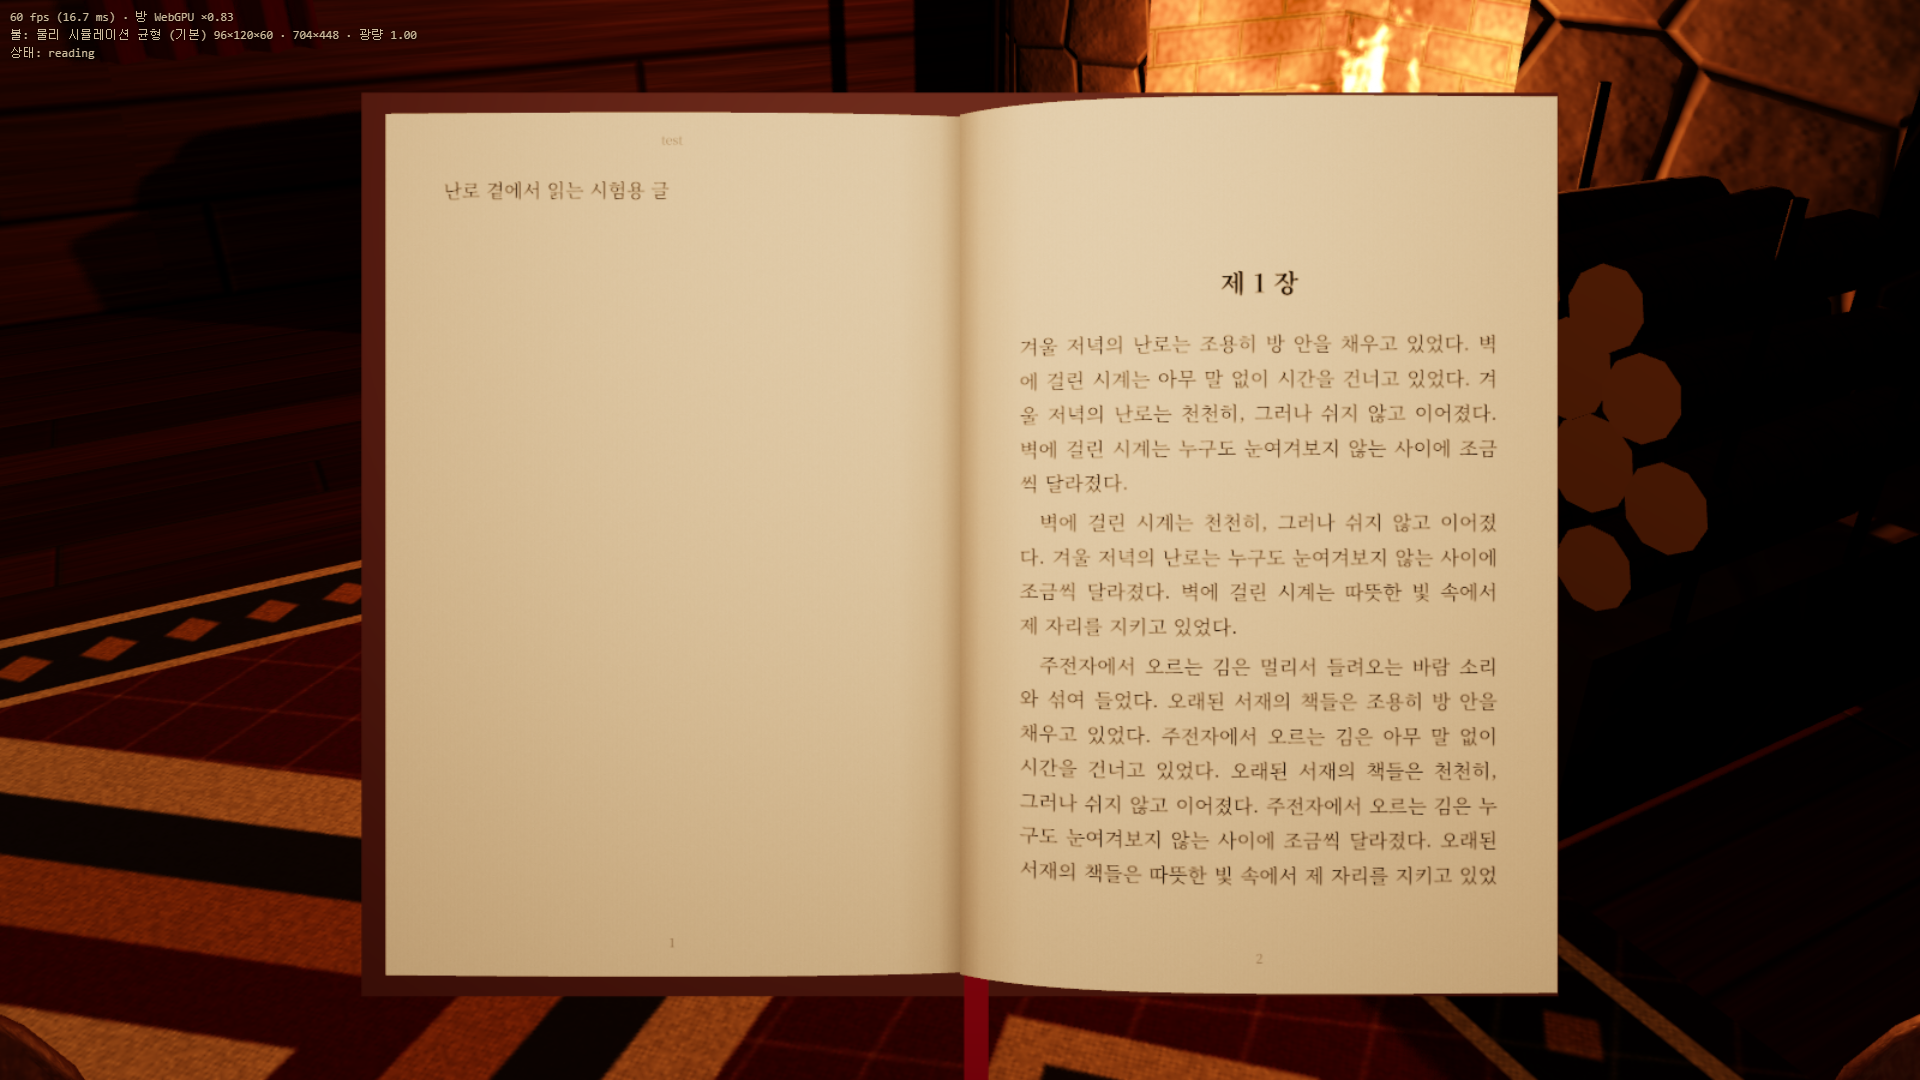 60 fps (16.7 ms) · 방 WebGPU ×0.83
불: 물리 시뮬레이션 균형 (기본) 96×120×60 · 704×448 · 광량 1.00
상태: reading
test
난로 곁에서 읽는 시험용 글
1
제 1 장
겨울 저녁의 난로는 조용히 방 안을 채우고 있었다. 벽
에 걸린 시계는 아무 말 없이 시간을 건너고 있었다. 겨
울 저녁의 난로는 천천히, 그러나 쉬지 않고 이어졌다.
벽에 걸린 시계는 누구도 눈여겨보지 않는 사이에 조금
씩 달라졌다.
벽에 걸린 시계는 천천히, 그러나 쉬지 않고 이어졌
다. 겨울 저녁의 난로는 누구도 눈여겨보지 않는 사이에
조금씩 달라졌다. 벽에 걸린 시계는 따뜻한 빛 속에서
제 자리를 지키고 있었다.
주전자에서 오르는 김은 멀리서 들려오는 바람 소리
와 섞여 들었다. 오래된 서재의 책들은 조용히 방 안을
채우고 있었다. 주전자에서 오르는 김은 아무 말 없이
시간을 건너고 있었다. 오래된 서재의 책들은 천천히,
그러나 쉬지 않고 이어졌다. 주전자에서 오르는 김은 누
구도 눈여겨보지 않는 사이에 조금씩 달라졌다. 오래된
서재의 책들은 따뜻한 빛 속에서 제 자리를 지키고 있었
2